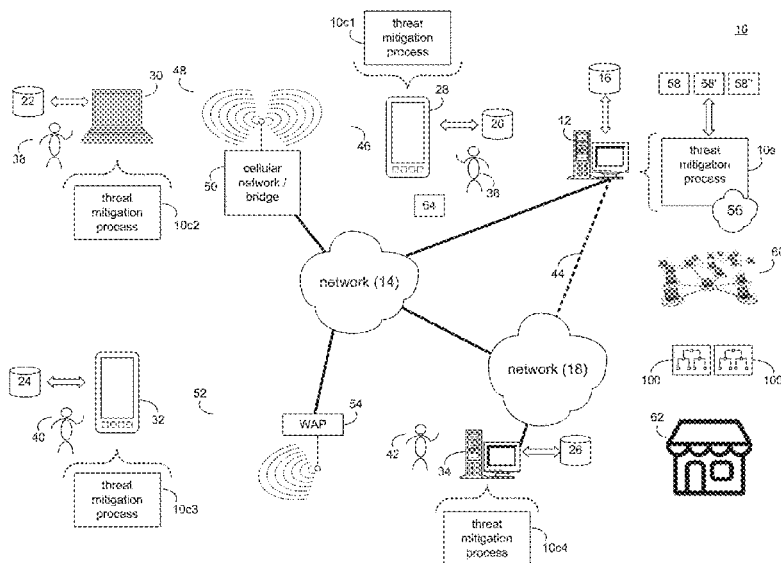 10
10c1
threat
mitigation
process
58 58' 58"
16
30
48
22
28
12
threat
mitigation
process
10s
20
36
46
50
cellular
network /
bridge
38
56
threat
mitigation
process
10c2
64
44
60
network (14)
network (18)
100 100
24
32
52
54
WAP
62
40
42
34
26
threat
mitigation
process
10c3
threat
mitigation
process
10c4